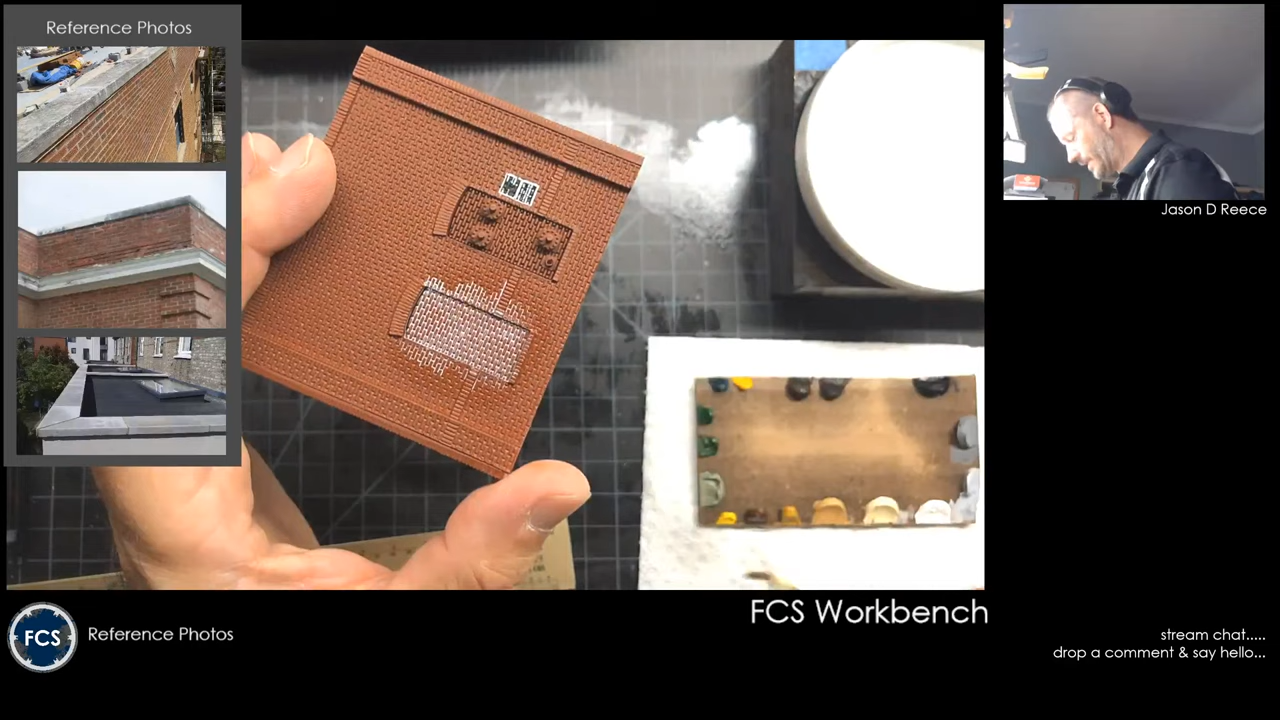 Reference Photos
Jason D Reece
FCS Workbench
FCS
Reference Photos
stream chat.....
drop a comment & say hello...